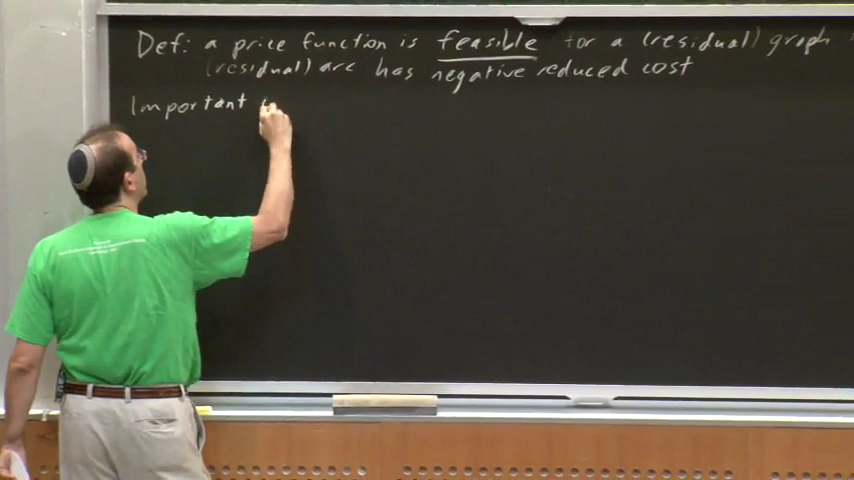 Def: a price function is feasible for a (residual) graph
(residual) arc has negative reduced cost
Important